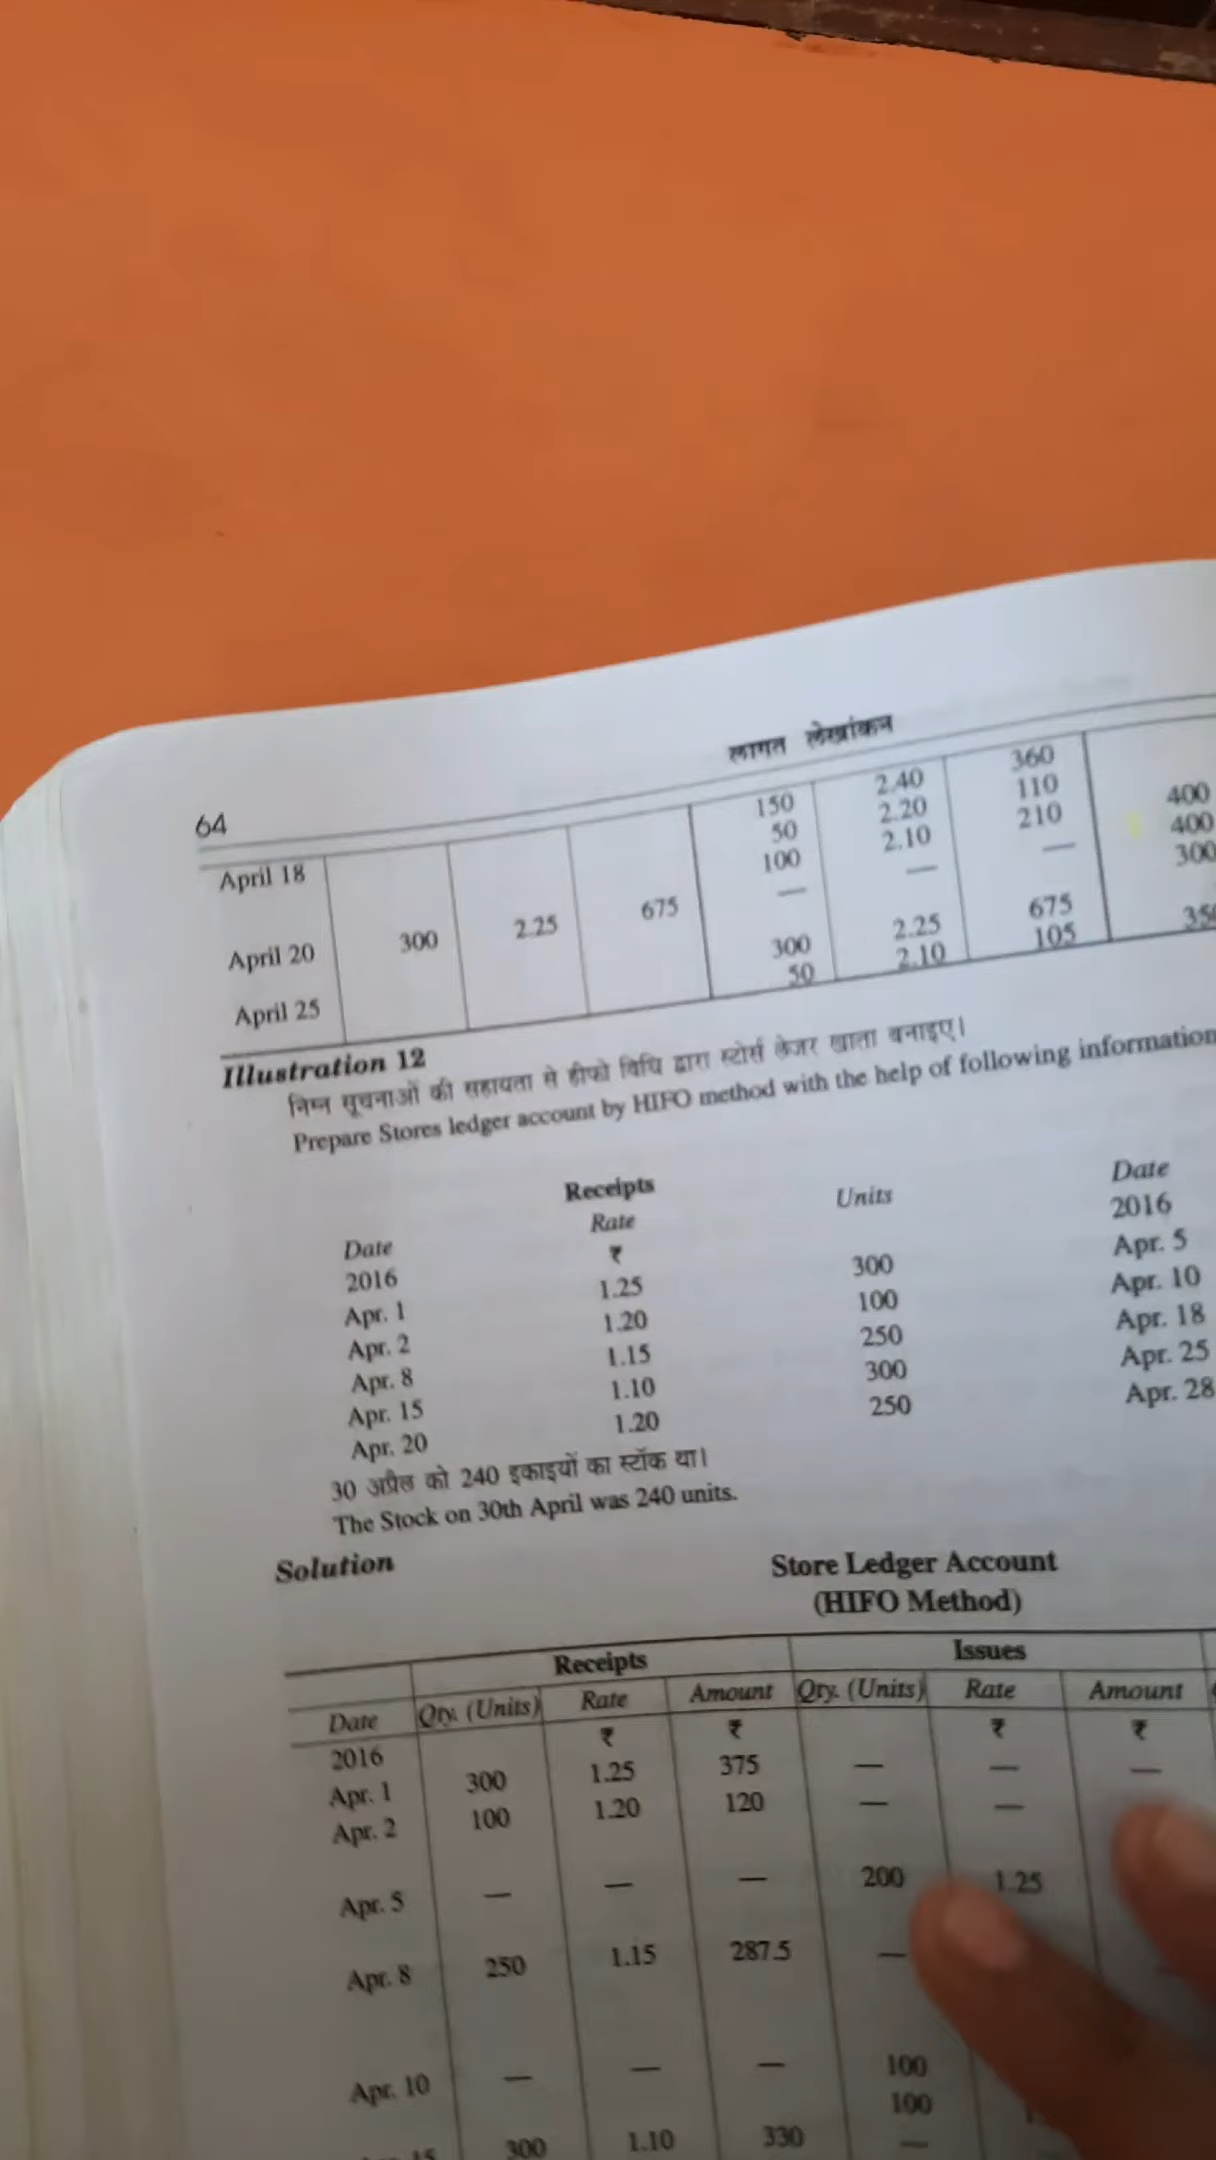 लागत लेखांकन
64
April 18 150 2.40 360
50 2.20 110 400
100 2.10 210 400
— — — 300
April 20 300 2.25 675
300 2.25 675
April 25 50 2.10 105
Illustration 12
निम्न सूचनाओं की सहायता से हीफो विधि द्वारा स्टोर्स लेजर खाता बनाइए।
Prepare Stores ledger account by HIFO method with the help of following information
Receipts
Date Rate Units Date
2016 ₹ 2016
Apr. 1 1.25 300 Apr. 5
Apr. 2 1.20 100 Apr. 10
Apr. 8 1.15 250 Apr. 18
Apr. 15 1.10 300 Apr. 25
Apr. 20 1.20 250 Apr. 28
30 अप्रैल को 240 इकाइयों का स्टॉक था।
The Stock on 30th April was 240 units.
Solution
Store Ledger Account
(HIFO Method)
Receipts Issues
Date Qty. (Units) Rate Amount Qty. (Units) Rate Amount
2016 ₹ ₹ ₹ ₹
Apr. 1 300 1.25 375 — — —
Apr. 2 100 1.20 120 — —
Apr. 5 — — — 200 1.25
Apr. 8 250 1.15 287.5 —
Apr. 10 — — — 100
100
300 1.10 330 —